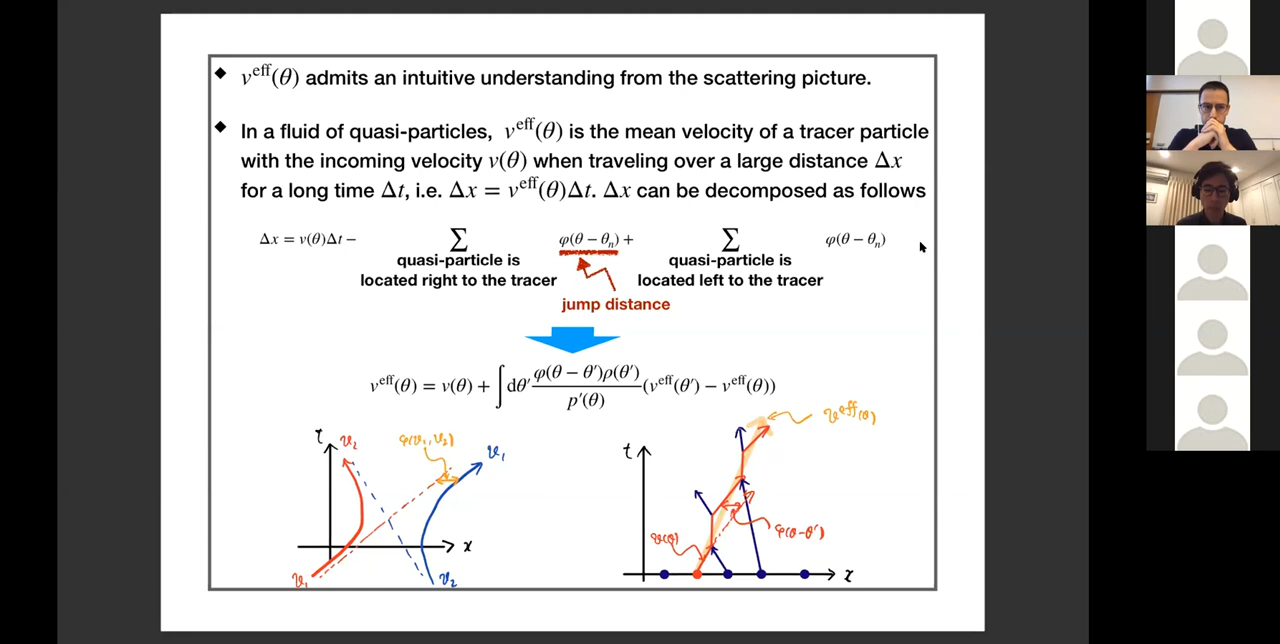 ◆ v^eff(θ) admits an intuitive understanding from the scattering picture.
◆ In a fluid of quasi-particles, v^eff(θ) is the mean velocity of a tracer particle
with the incoming velocity v(θ) when traveling over a large distance Δx
for a long time Δt, i.e. Δx = v^eff(θ)Δt. Δx can be decomposed as follows
Δx = v(θ)Δt − ∑ φ(θ − θ_n) + ∑ φ(θ − θ_n)
quasi-particle is
located right to the tracer
quasi-particle is
located left to the tracer
jump distance
v^eff(θ) = v(θ) + ∫ dθ′ φ(θ − θ′)ρ(θ′) / p′(θ) (v^eff(θ′) − v^eff(θ))
t
v₂
φ(v₁, v₂)
v₁
x
v₁
v₂
v^eff(θ)
t
v(θ)
φ(θ−θ′)
x